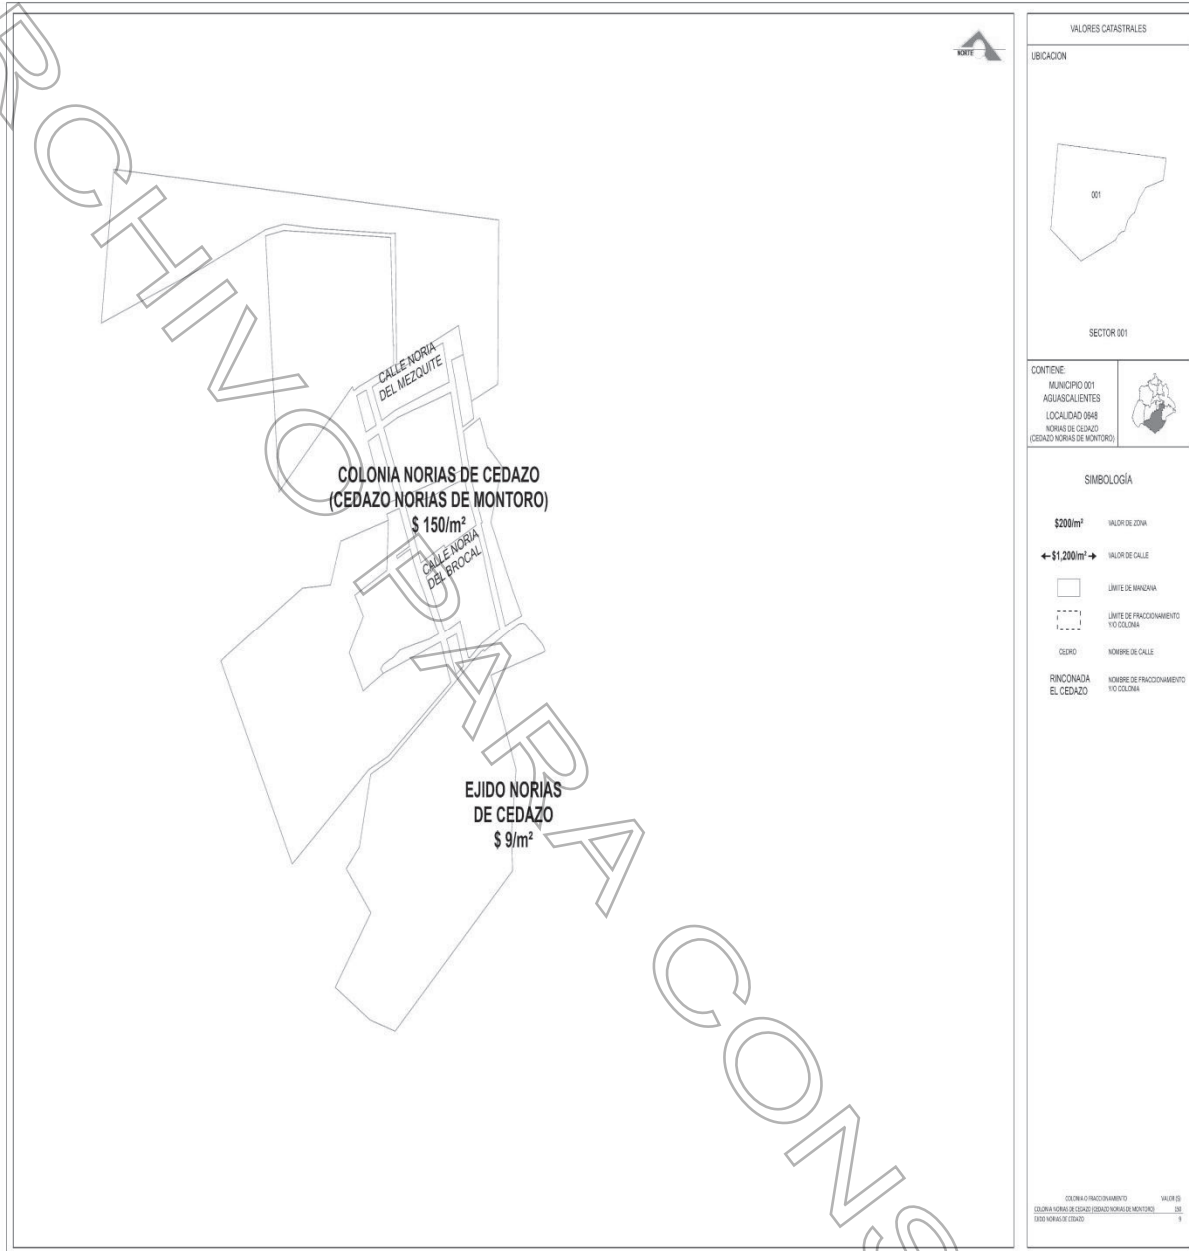 NORTE
CALLE NORIA
DEL MEZQUITE
COLONIA NORIAS DE CEDAZO
(CEDAZO NORIAS DE MONTORO)
$ 150/m²
CALLE NORIA
DEL BROCAL
EJIDO NORIAS
DE CEDAZO
$ 9/m²
RCHIVO PARA CONS
VALORES CATASTRALES
UBICACION
001
SECTOR 001
CONTIENE:
MUNICIPIO 001
AGUASCALIENTES
LOCALIDAD 0648
NORIAS DE CEDAZO
(CEDAZO NORIAS DE MONTORO)
SIMBOLOGÍA
$200/m² VALOR DE ZONA
$1,200/m² VALOR DE CALLE
LÍMITE DE MANZANA
LÍMITE DE FRACCIONAMIENTO
Y/O COLONIA
CEDRO NOMBRE DE CALLE
RINCONADA
EL CEDAZO
NOMBRE DE FRACCIONAMIENTO
Y/O COLONIA
COLONIA O FRACCIONAMIENTO VALOR ($)
COLONIA NORIAS DE CEDAZO (CEDAZO NORIAS DE MONTORO) 150
EJIDO NORIAS DE CEDAZO 9